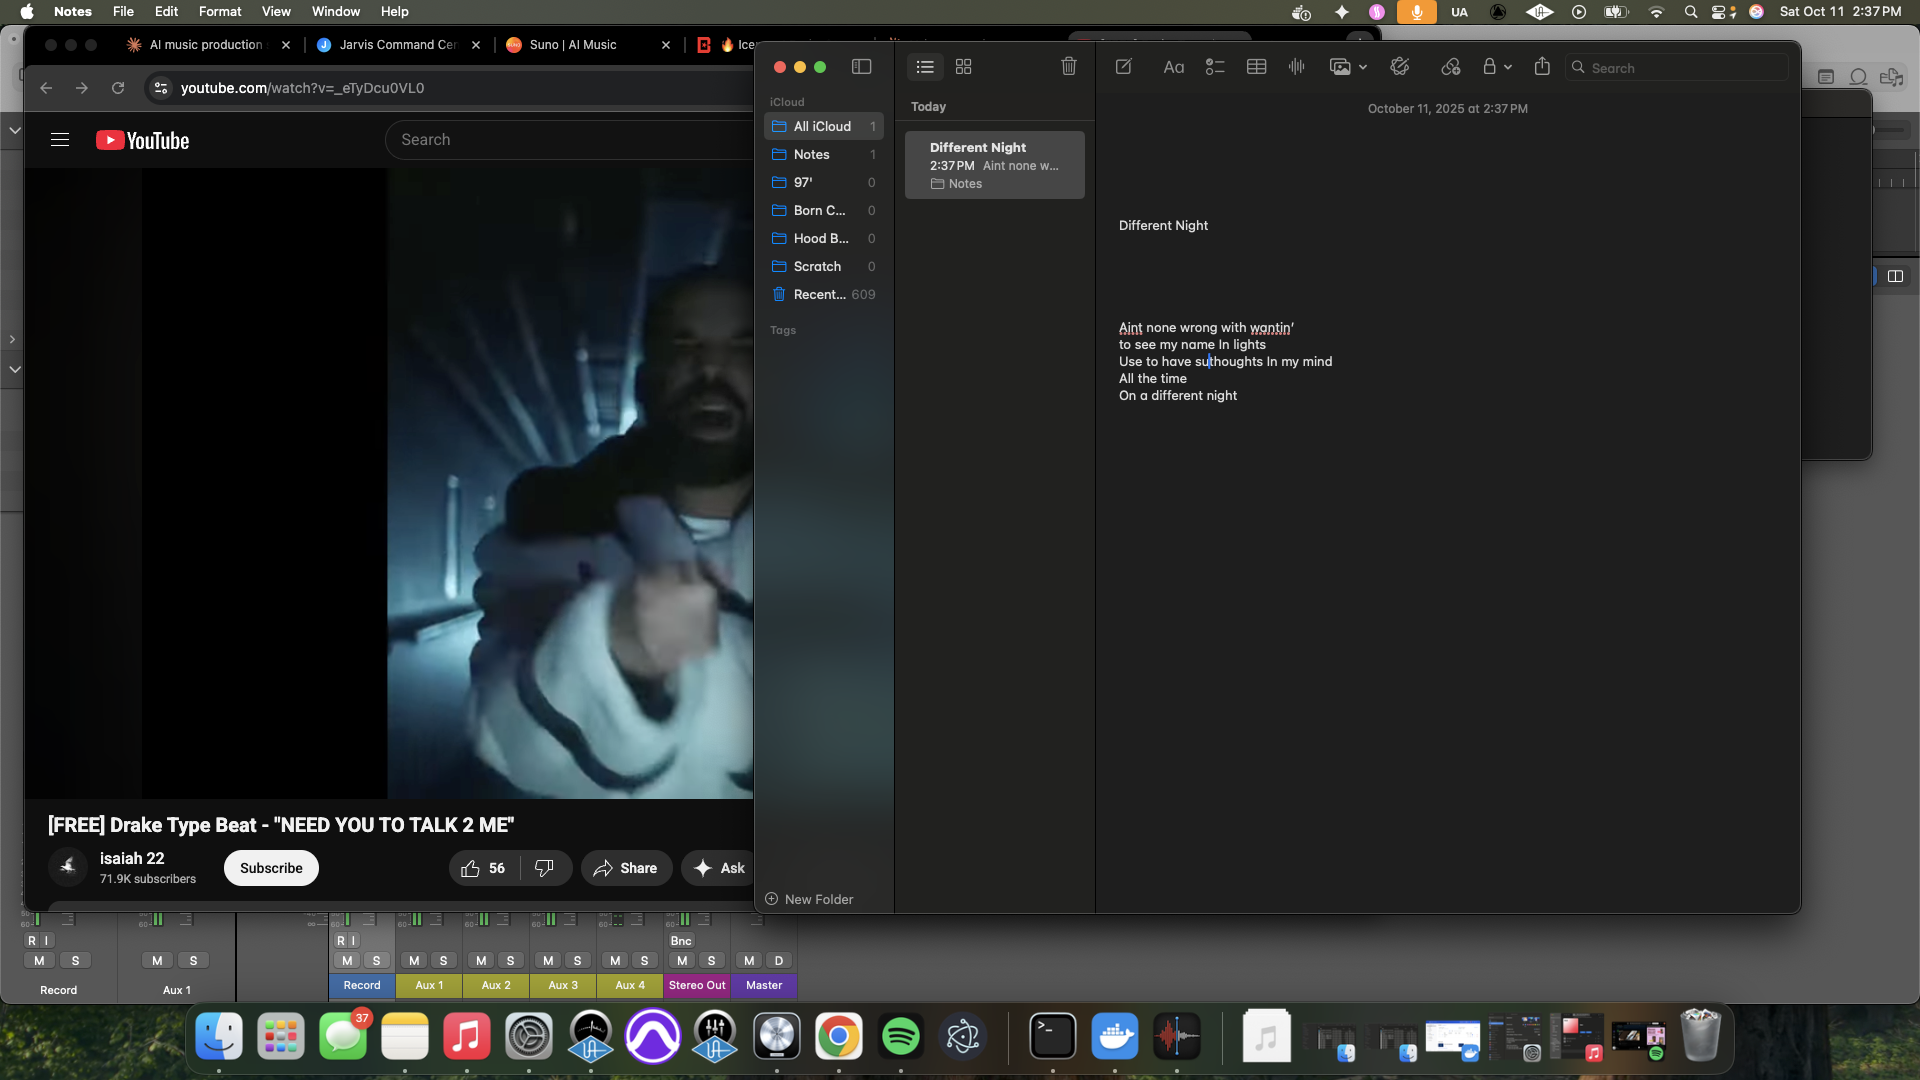 Notes File Edit Format View Window Help UA Sat Oct 11 2:37 PM
AI music production
Jarvis Command Cen
Suno | AI Music
youtube.com/watch?v=_eTyDcu0VL0
YouTube
Search
[FREE] Drake Type Beat - "NEED YOU TO TALK 2 ME"
isaiah 22
71.9K subscribers
Subscribe
56
Share
Ask
iCloud
All iCloud 1
Notes 1
97' 0
Born C... 0
Hood B... 0
Scratch 0
Recent... 609
Tags
New Folder
Today
Different Night
2:37 PM Aint none w...
Notes
Aa
Search
October 11, 2025 at 2:37 PM
Different Night
Aint none wrong with wantin'
to see my name In lights
Use to have suthoughts In my mind
All the time
On a different night
R I
R I
Bnc
M S M S M S M S M S M S M S M S M D
Record Aux 1 Record Aux 1 Aux 2 Aux 3 Aux 4 Stereo Out Master
37